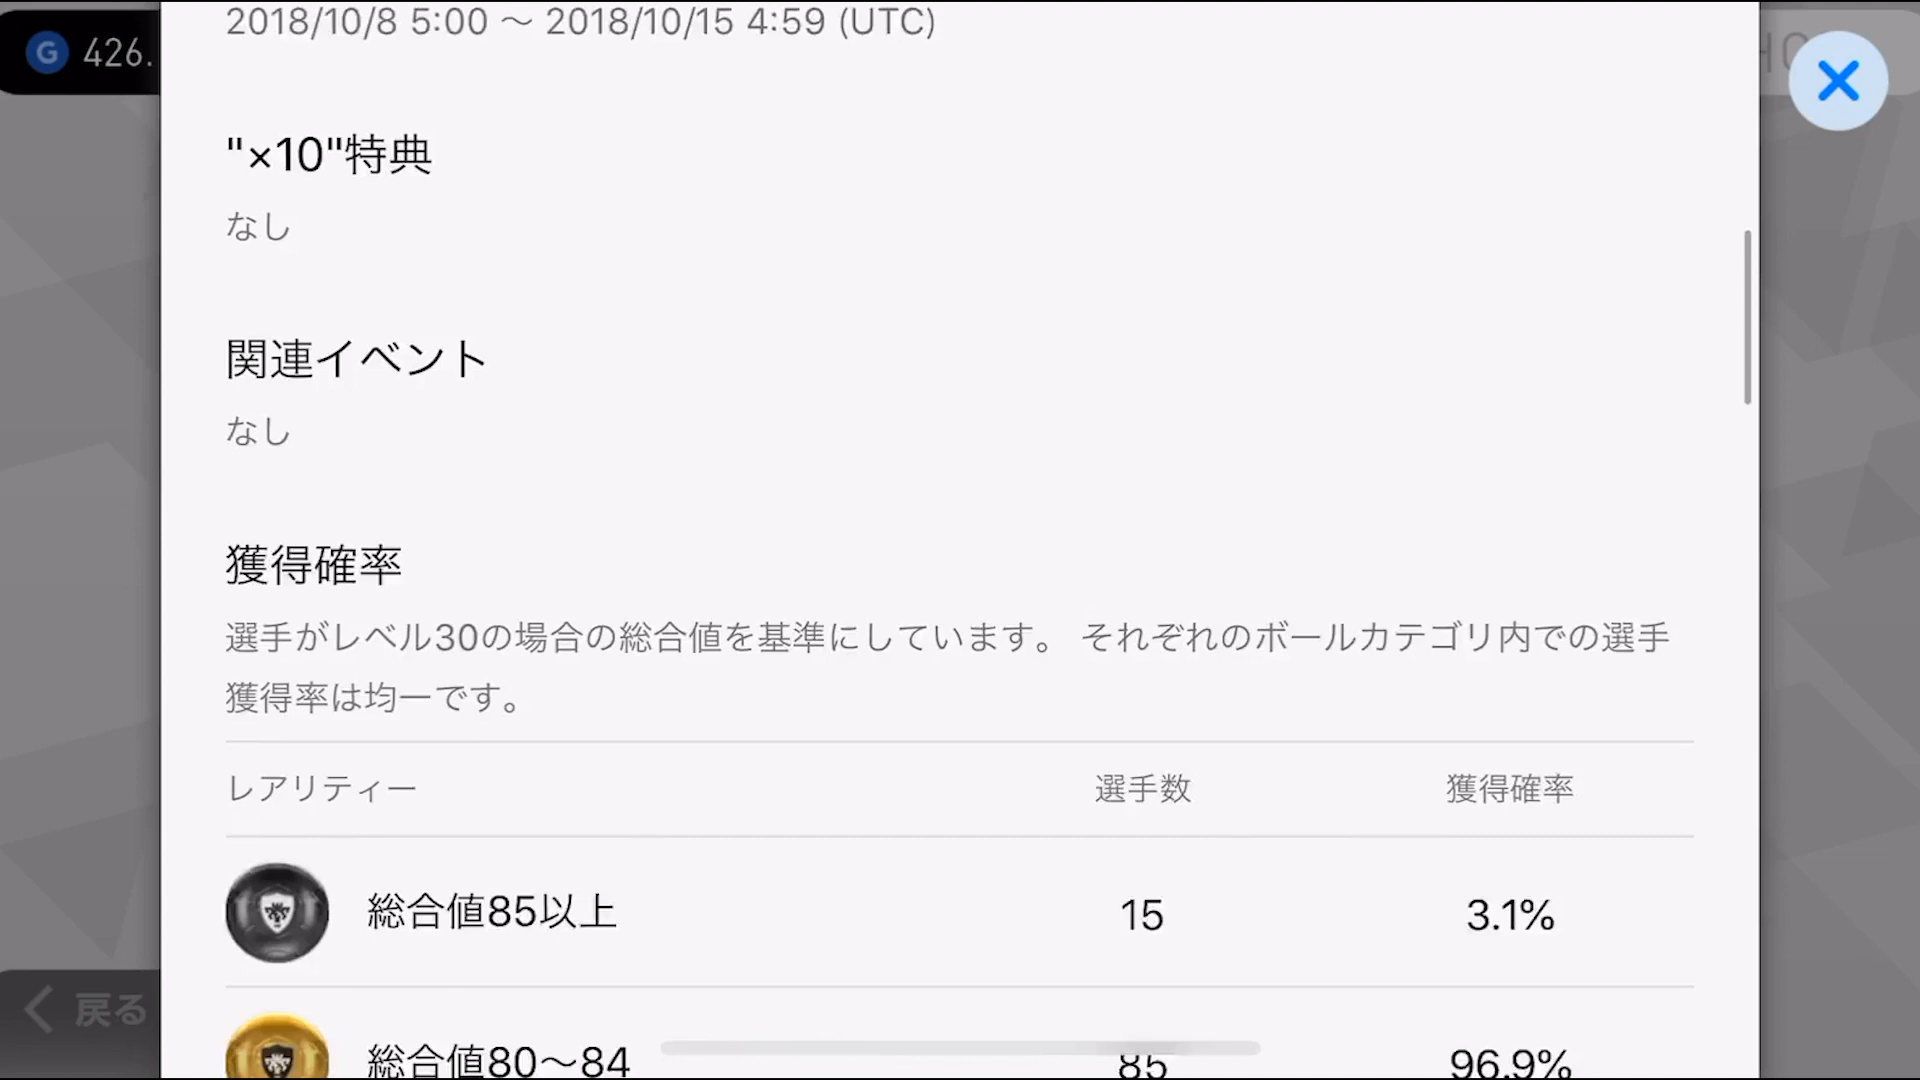 2018/10/8 5:00 ～ 2018/10/15 4:59 (UTC)
G 426.
"×10"特典
なし
関連イベント
なし
獲得確率
選手がレベル30の場合の総合値を基準にしています。 それぞれのボールカテゴリ内での選手
獲得率は均一です。
レアリティー 選手数 獲得確率
総合値85以上 15 3.1%
戻る
総合値80～84 85 96.9%